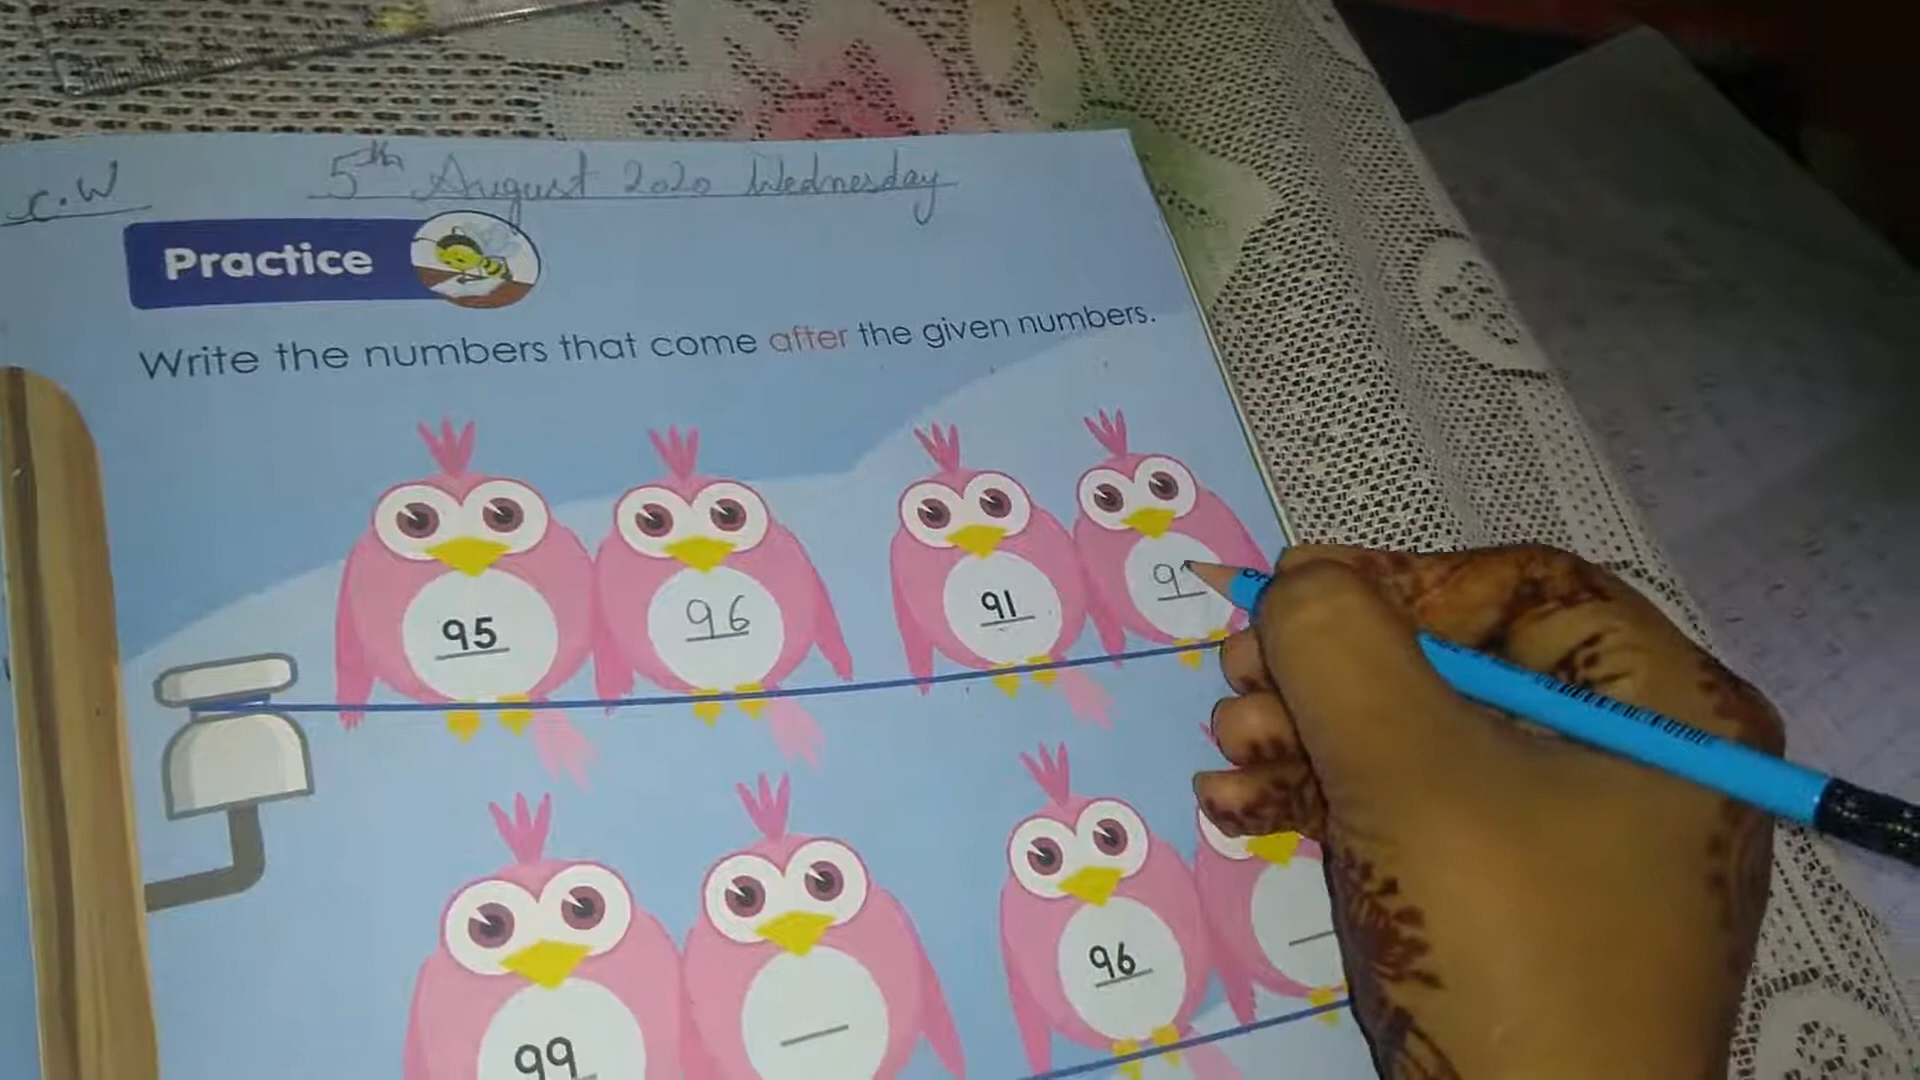 C.W 5th August 2020 Wednesday
Practice
Write the numbers that come after the given numbers.
95 96 91 9
99 96